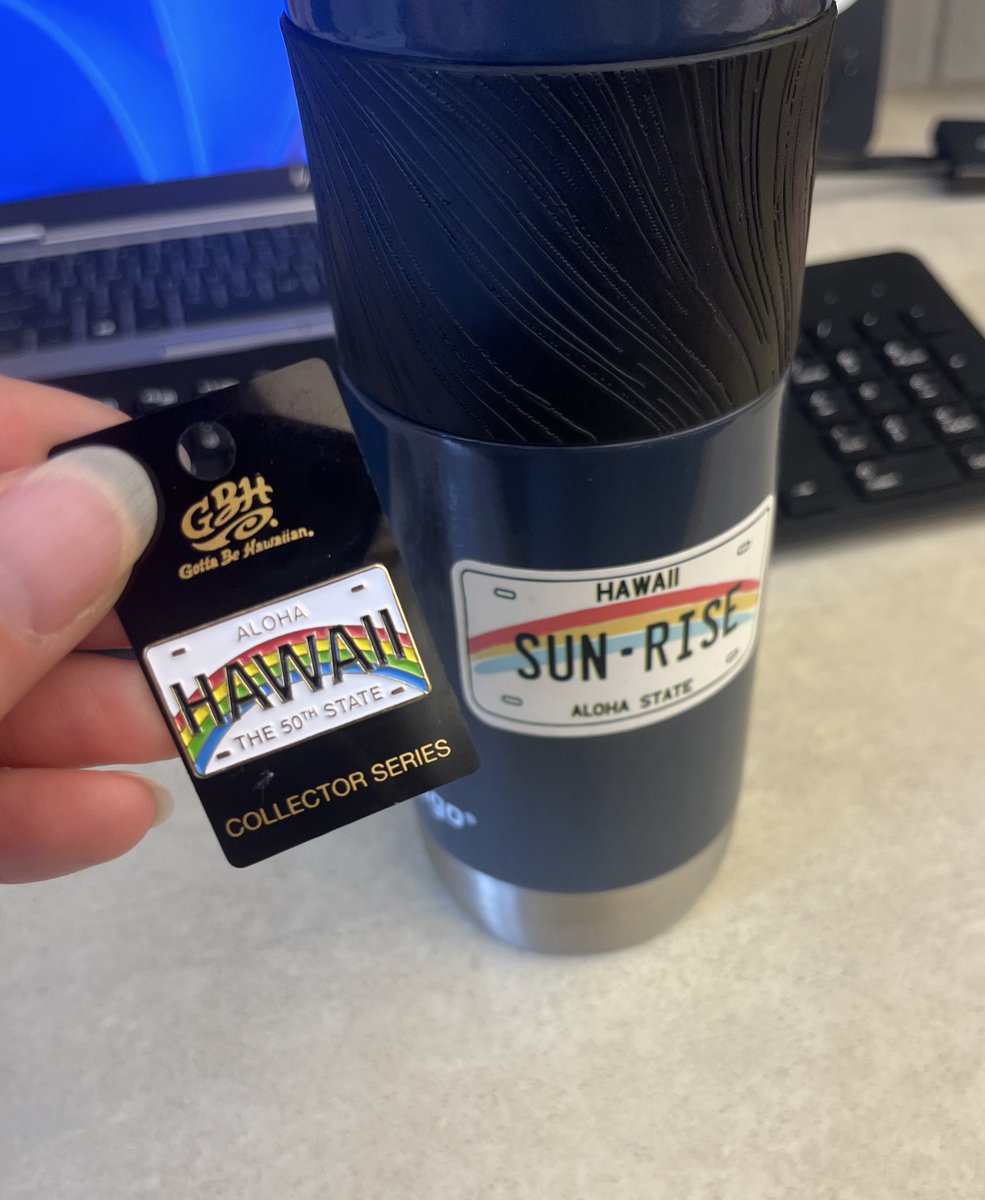 GBH®
Gotta Be Hawaiian.®
ALOHA
HAWAII
THE 50TH STATE
COLLECTOR SERIES
HAWAII
SUN-RISE
ALOHA STATE